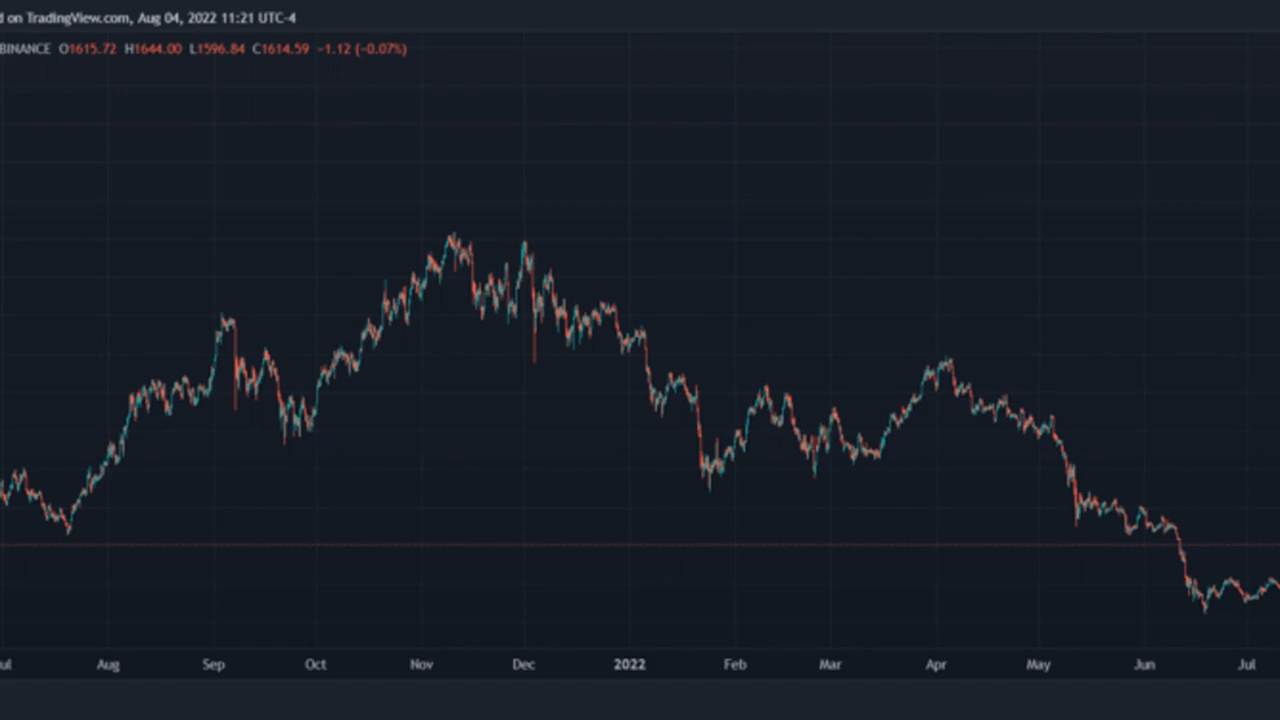 d on TradingView.com, Aug 04, 2022 11:21 UTC-4
BINANCE O1615.72 H1644.00 L1596.84 C1614.59 −1.12 (−0.07%)
ul Aug Sep Oct Nov Dec 2022 Feb Mar Apr May Jun Jul